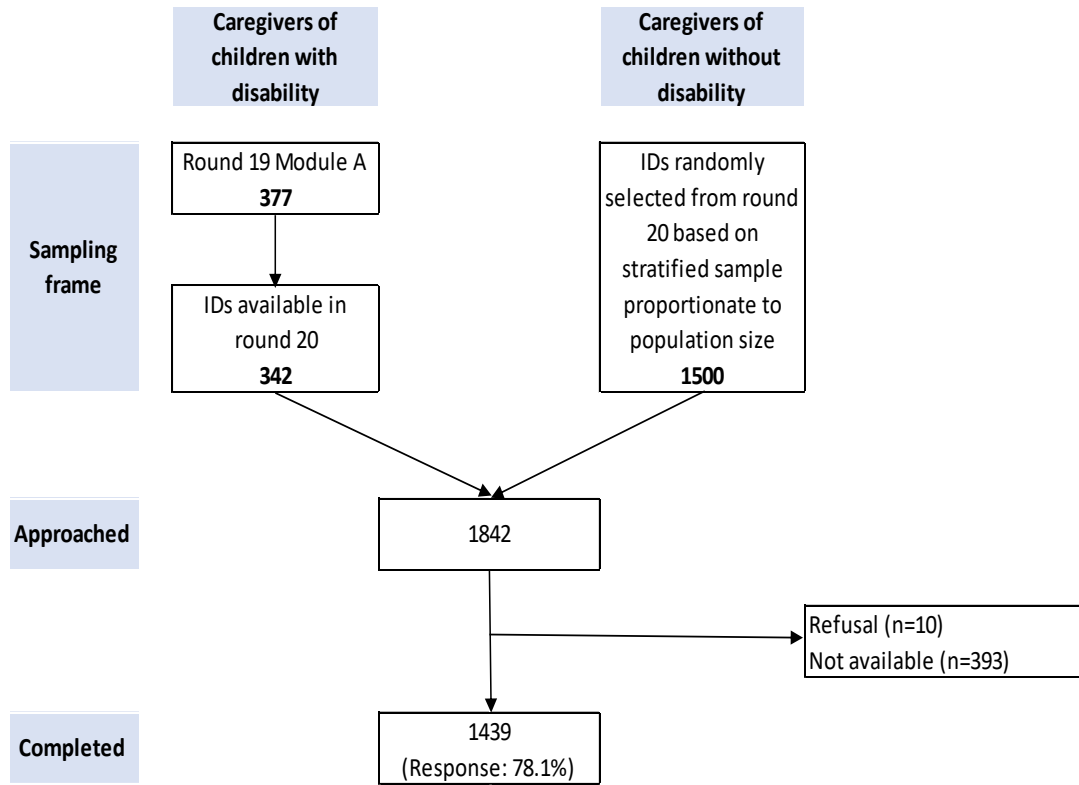 Caregivers of
children with
disability
Caregivers of
children without
disability
Sampling
frame
Round 19 Module A
377
IDs available in
round 20
342
IDs randomly
selected from round
20 based on
stratified sample
proportionate to
population size
1500
Approached
1842
Refusal (n=10)
Not available (n=393)
Completed
1439
(Response: 78.1%)